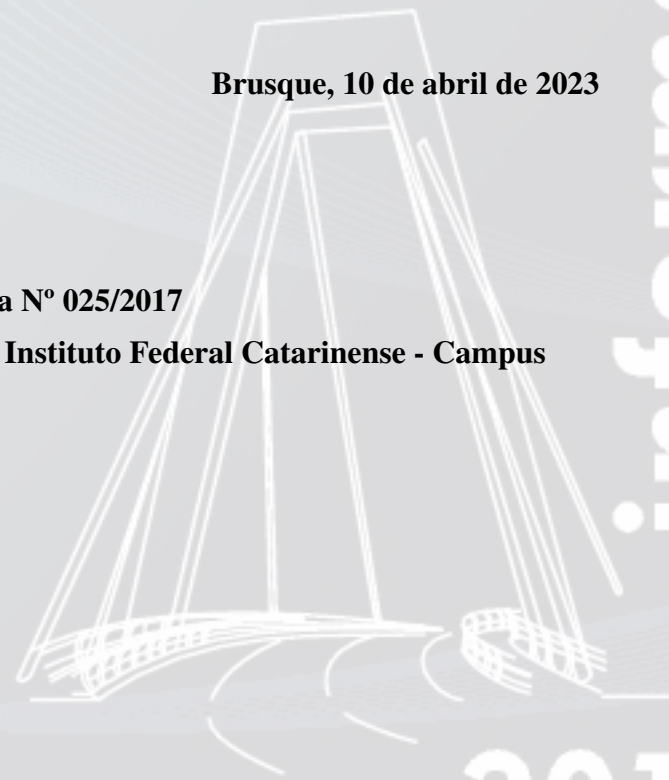 Brusque, 10 de abril de 2023
a Nº 025/2017
Instituto Federal Catarinense - Campus